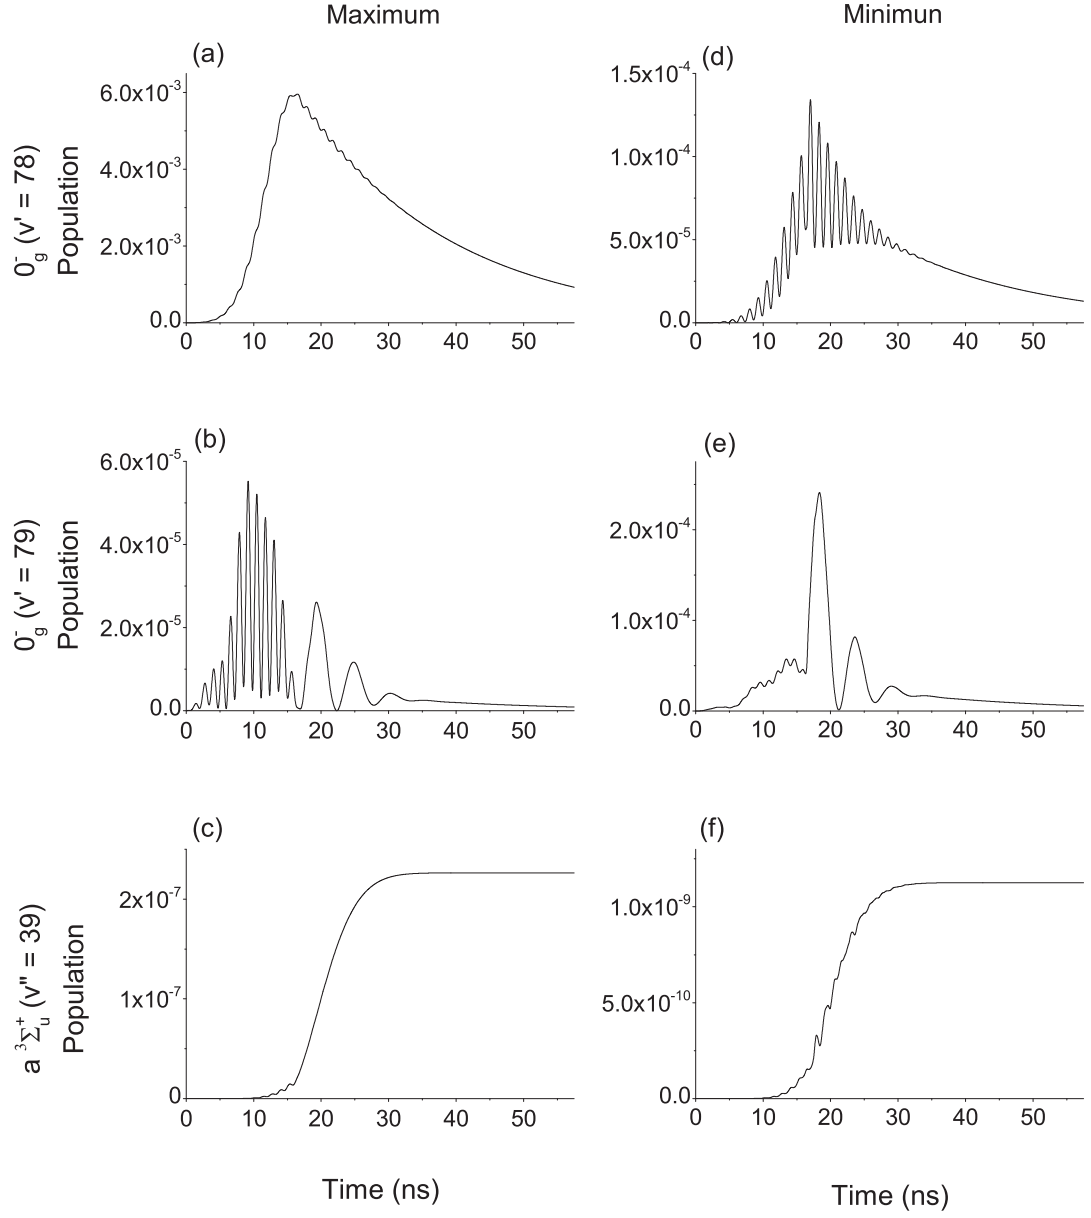 Maximum
Minimun
(a)
0g- (v' = 78)
Population
6.0x10-3
4.0x10-3
2.0x10-3
0.0
0 10 20 30 40 50
(d)
1.5x10-4
1.0x10-4
5.0x10-5
0.0
0 10 20 30 40 50
(b)
0g- (v' = 79)
Population
6.0x10-5
4.0x10-5
2.0x10-5
0.0
0 10 20 30 40 50
(e)
2.0x10-4
1.0x10-4
0.0
0 10 20 30 40 50
(c)
a 3Σu+ (v" = 39)
Population
2x10-7
1x10-7
0
0 10 20 30 40 50
Time (ns)
(f)
1.0x10-9
5.0x10-10
0.0
0 10 20 30 40 50
Time (ns)